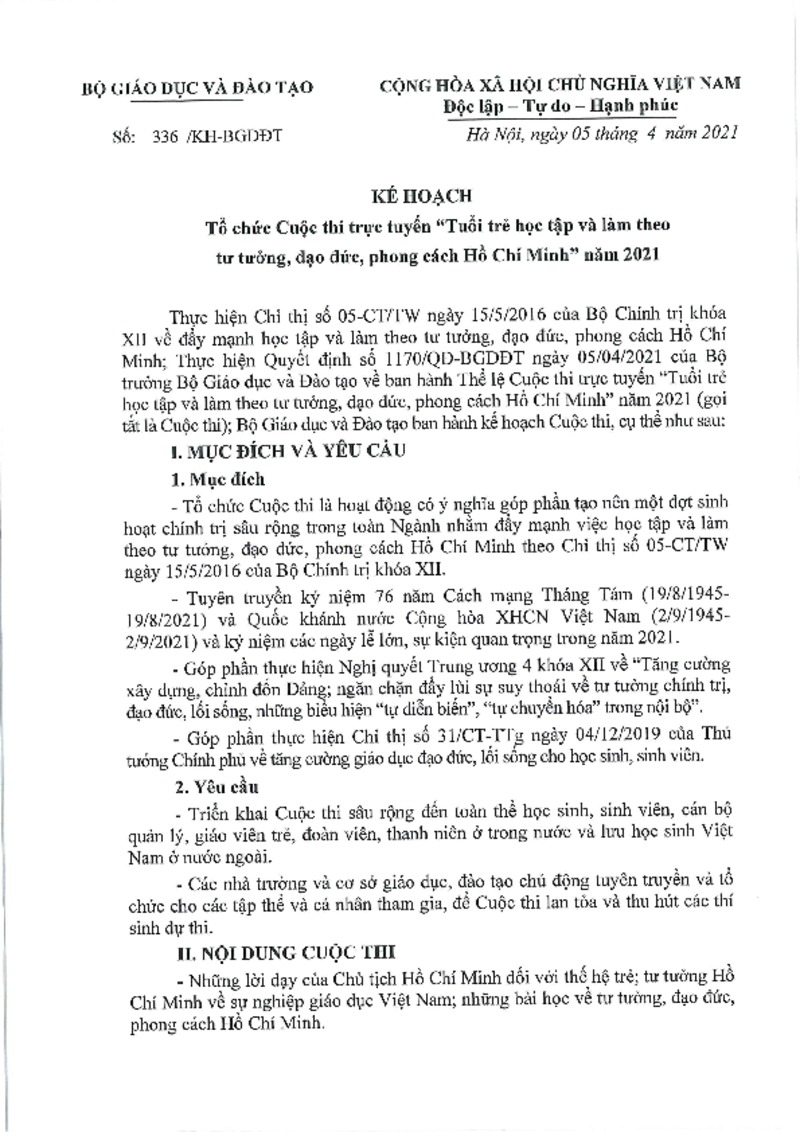 BỘ GIÁO DỤC VÀ ĐÀO TẠO
CỘNG HÒA XÃ HỘI CHỦ NGHĨA VIỆT NAM
Độc lập – Tự do – Hạnh phúc
Số: 336 /KH-BGDĐT
Hà Nội, ngày 05 tháng 4 năm 2021
KẾ HOẠCH
Tổ chức Cuộc thi trực tuyến “Tuổi trẻ học tập và làm theo
tư tưởng, đạo đức, phong cách Hồ Chí Minh” năm 2021
Thực hiện Chỉ thị số 05-CT/TW ngày 15/5/2016 của Bộ Chính trị khóa
XII về đẩy mạnh học tập và làm theo tư tưởng, đạo đức, phong cách Hồ Chí
Minh; Thực hiện Quyết định số 1170/QĐ-BGDĐT ngày 05/04/2021 của Bộ
trưởng Bộ Giáo dục và Đào tạo về ban hành Thể lệ Cuộc thi trực tuyến “Tuổi trẻ
học tập và làm theo tư tưởng, đạo đức, phong cách Hồ Chí Minh” năm 2021 (gọi
tắt là Cuộc thi); Bộ Giáo dục và Đào tạo ban hành kế hoạch Cuộc thi, cụ thể như sau:
I. MỤC ĐÍCH VÀ YÊU CẦU
1. Mục đích
- Tổ chức Cuộc thi là hoạt động có ý nghĩa góp phần tạo nên một đợt sinh
hoạt chính trị sâu rộng trong toàn Ngành nhằm đẩy mạnh việc học tập và làm
theo tư tưởng, đạo đức, phong cách Hồ Chí Minh theo Chỉ thị số 05-CT/TW
ngày 15/5/2016 của Bộ Chính trị khóa XII.
- Tuyên truyền kỷ niệm 76 năm Cách mạng Tháng Tám (19/8/1945-
19/8/2021) và Quốc khánh nước Cộng hòa XHCN Việt Nam (2/9/1945-
2/9/2021) và kỷ niệm các ngày lễ lớn, sự kiện quan trọng trong năm 2021.
- Góp phần thực hiện Nghị quyết Trung ương 4 khóa XII về “Tăng cường
xây dựng, chỉnh đốn Đảng; ngăn chặn đẩy lùi sự suy thoái về tư tưởng chính trị,
đạo đức, lối sống, những biểu hiện “tự diễn biến”, “tự chuyển hóa” trong nội bộ”.
- Góp phần thực hiện Chỉ thị số 31/CT-TTg ngày 04/12/2019 của Thủ
tướng Chính phủ về tăng cường giáo dục đạo đức, lối sống cho học sinh, sinh viên.
2. Yêu cầu
- Triển khai Cuộc thi sâu rộng đến toàn thể học sinh, sinh viên, cán bộ
quản lý, giáo viên trẻ, đoàn viên, thanh niên ở trong nước và lưu học sinh Việt
Nam ở nước ngoài.
- Các nhà trường và cơ sở giáo dục, đào tạo chủ động tuyên truyền và tổ
chức cho các tập thể và cá nhân tham gia, để Cuộc thi lan tỏa và thu hút các thí
sinh dự thi.
II. NỘI DUNG CUỘC THI
- Những lời dạy của Chủ tịch Hồ Chí Minh đối với thế hệ trẻ; tư tưởng Hồ
Chí Minh về sự nghiệp giáo dục Việt Nam; những bài học về tư tưởng, đạo đức,
phong cách Hồ Chí Minh.